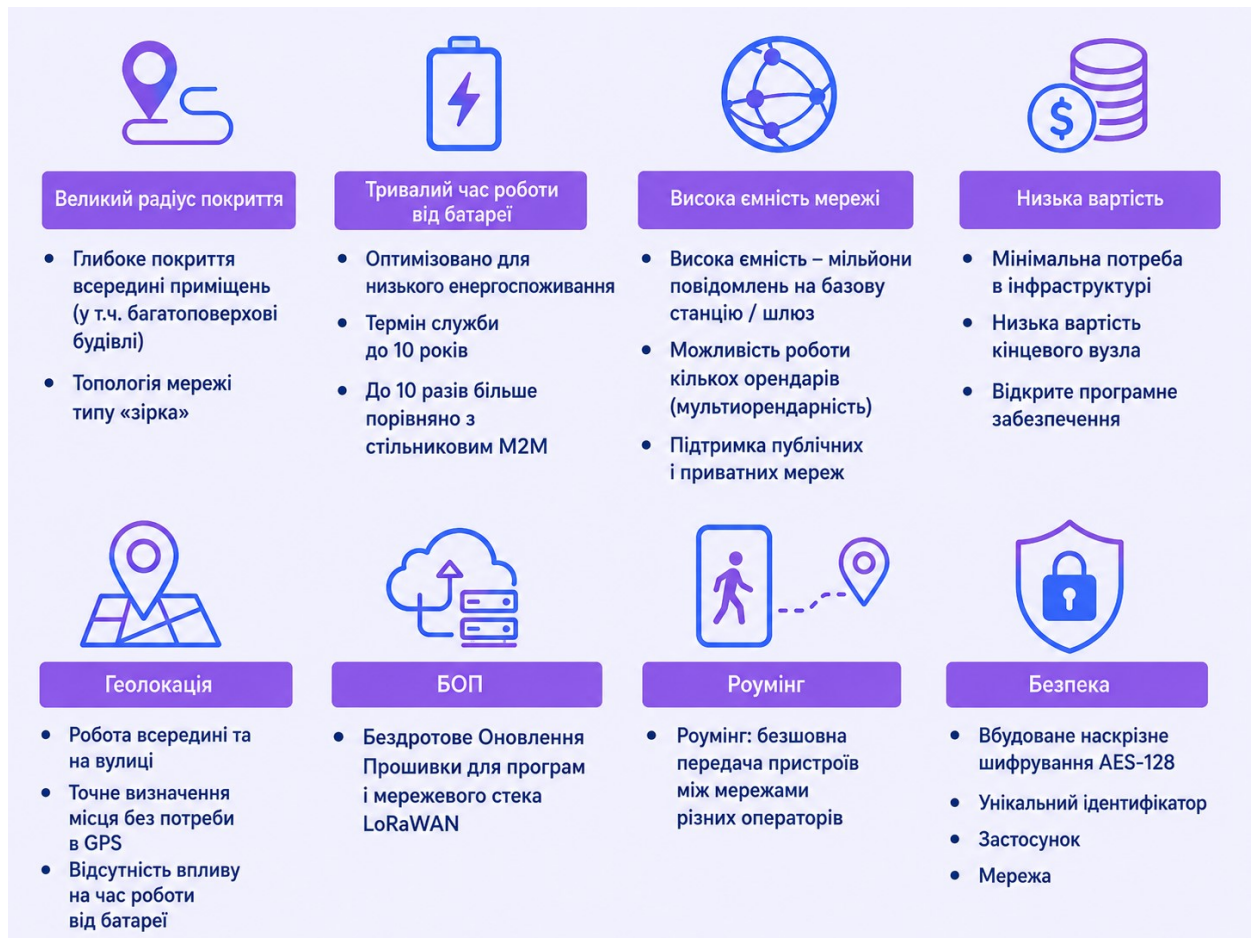 Великий радіус покриття
• Глибоке покриття
всередині приміщень
(у т.ч. багатоповерхові
будівлі)
• Топологія мережі
типу «зірка»
Тривалий час роботи
від батареї
• Оптимізовано для
низького енергоспоживання
• Термін служби
до 10 років
• До 10 разів більше
порівняно з
стільниковим M2M
Висока ємність мережі
• Висока ємність – мільйони
повідомлень на базову
станцію / шлюз
• Можливість роботи
кількох орендарів
(мультиорендарність)
• Підтримка публічних
і приватних мереж
$
Низька вартість
• Мінімальна потреба
в інфраструктурі
• Низька вартість
кінцевого вузла
• Відкрите програмне
забезпечення
Геолокація
• Робота всередині та
на вулиці
• Точне визначення
місця без потреби
в GPS
• Відсутність впливу
на час роботи
від батареї
БОП
• Бездротове Оновлення
Прошивки для програм
і мережевого стека
LoRaWAN
Роумінг
• Роумінг: безшовна
передача пристроїв
між мережами
різних операторів
Безпека
• Вбудоване наскрізне
шифрування AES-128
• Унікальний ідентифікатор
• Застосунок
• Мережа